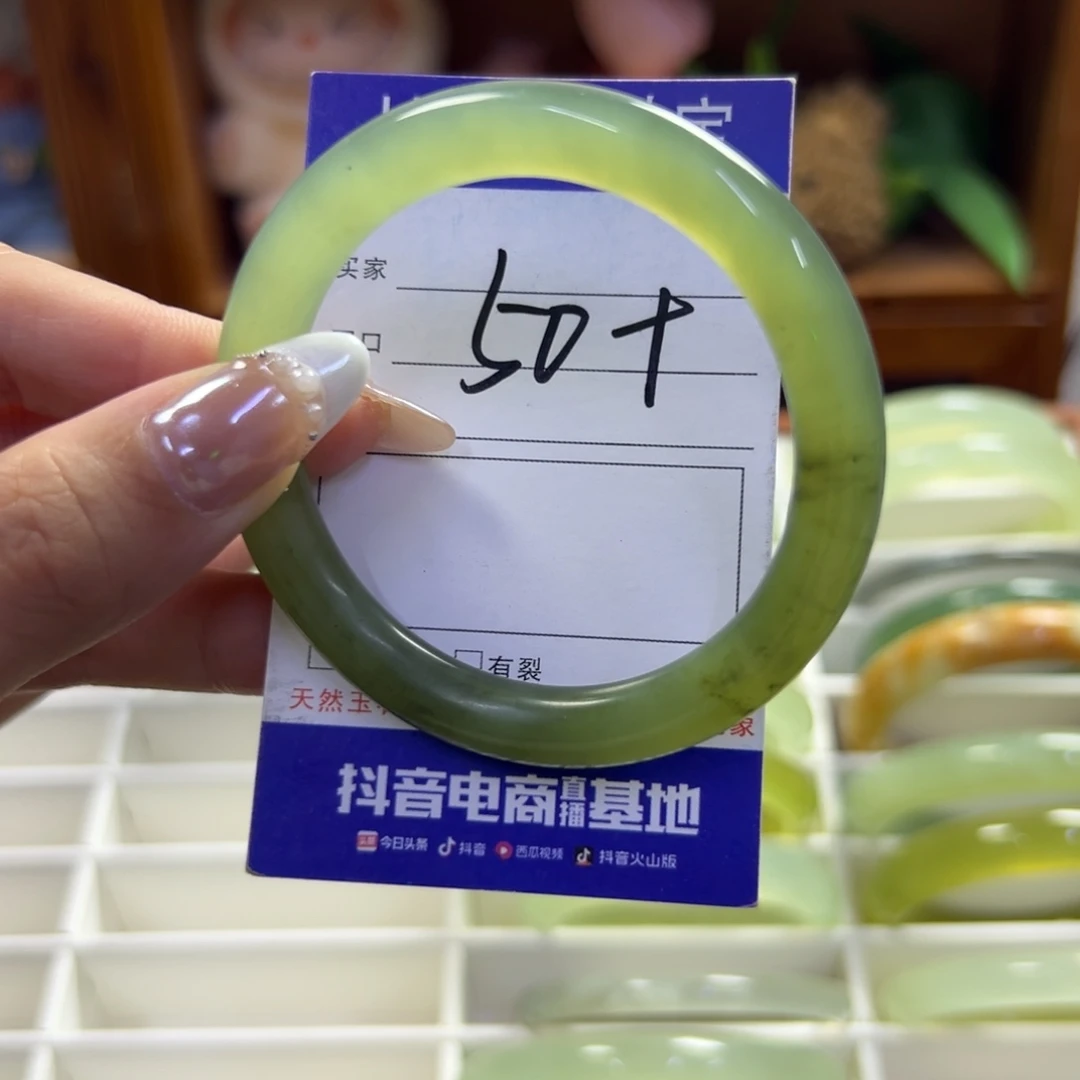 买家
50+
有裂
天然玉
家
抖音电商直播基地
今日头条 抖音 西瓜视频 抖音火山版